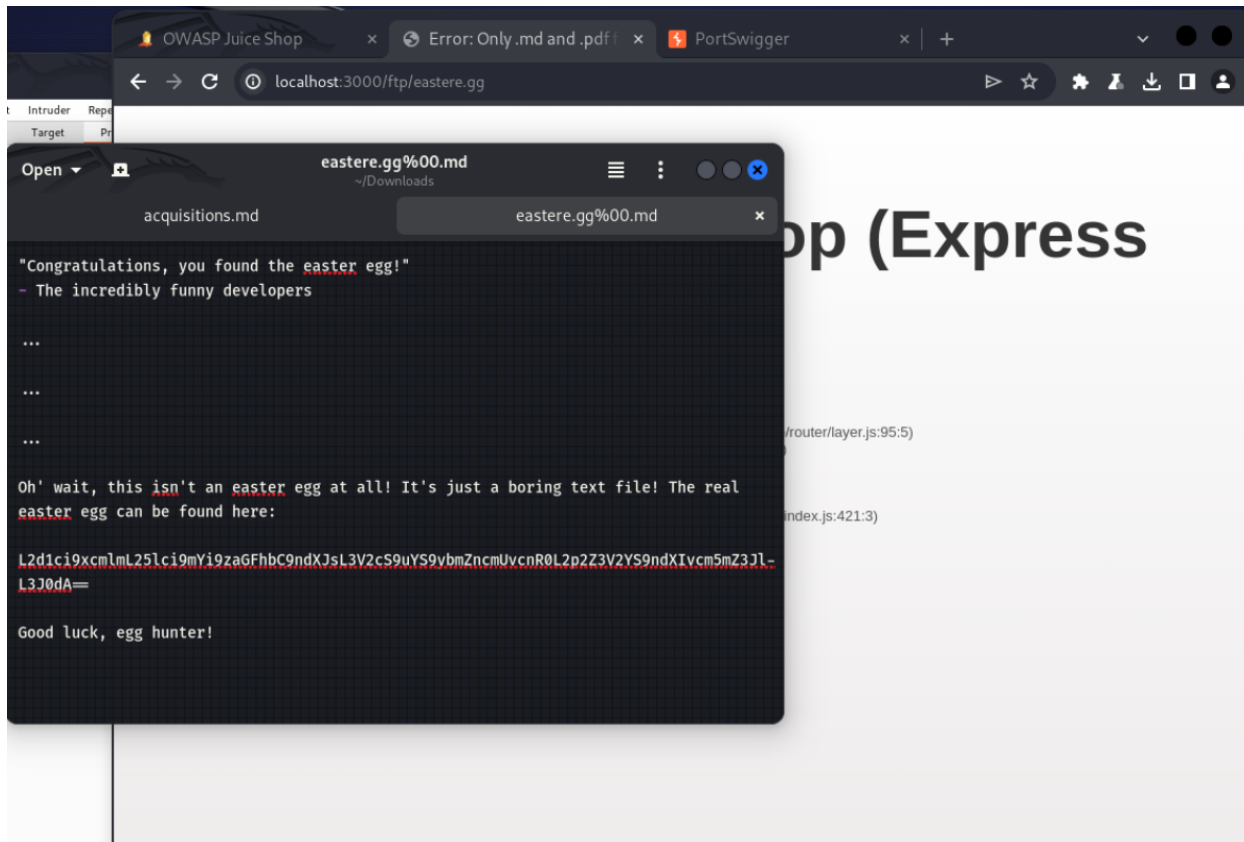 OWASP Juice Shop
Error: Only .md and .pdf f
PortSwigger
localhost:3000/ftp/eastere.gg
t Intruder Repe
Target Pr
Open
eastere.gg%00.md
~/Downloads
acquisitions.md
eastere.gg%00.md
op (Express
"Congratulations, you found the easter egg!"
- The incredibly funny developers
...
...
...
/router/layer.js:95:5)
)
Oh' wait, this isn't an easter egg at all! It's just a boring text file! The real
easter egg can be found here:
index.js:421:3)
L2d1ci9xcmlmL25lci9mYi9zaGFhbC9ndXJsL3V2cS9uYS9ybmZncmUvcnR0L2p2Z3V2YS9ndXIvcm5mZ3Jl-
L3J0dA==
Good luck, egg hunter!